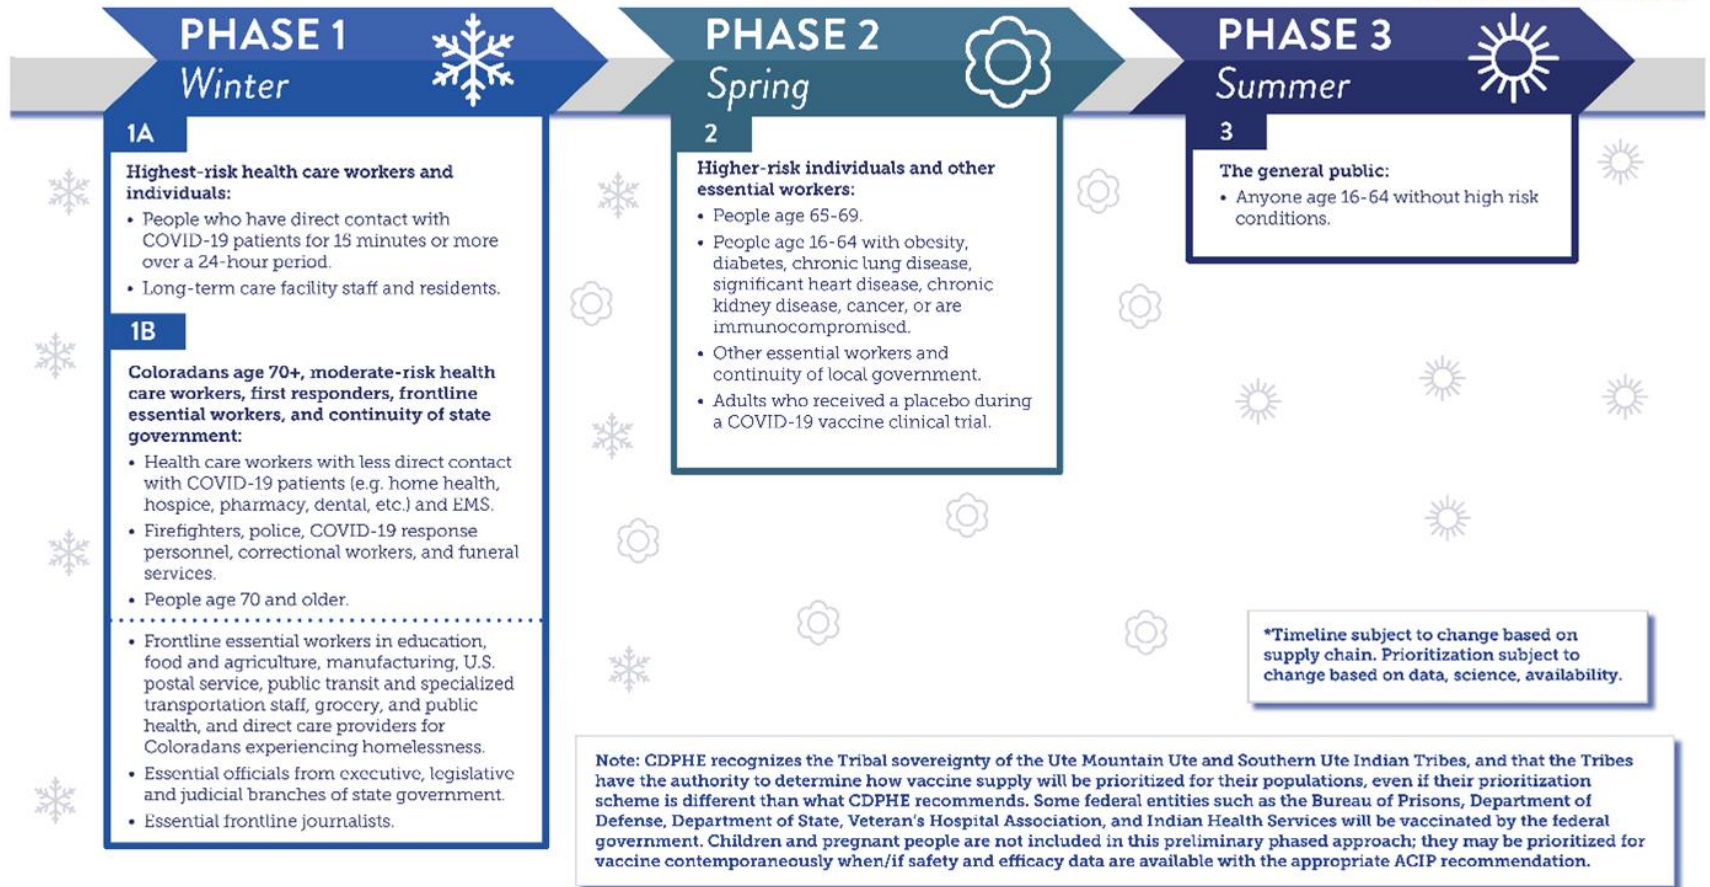 PHASE 1
Winter
1A
Highest-risk health care workers and
individuals:
• People who have direct contact with
COVID-19 patients for 15 minutes or more
over a 24-hour period.
• Long-term care facility staff and residents.
1B
Coloradans age 70+, moderate-risk health
care workers, first responders, frontline
essential workers, and continuity of state
government:
• Health care workers with less direct contact
with COVID-19 patients (e.g. home health,
hospice, pharmacy, dental, etc.) and EMS.
• Firefighters, police, COVID-19 response
personnel, correctional workers, and funeral
services.
• People age 70 and older.
• Frontline essential workers in education,
food and agriculture, manufacturing, U.S.
postal service, public transit and specialized
transportation staff, grocery, and public
health, and direct care providers for
Coloradans experiencing homelessness.
• Essential officials from executive, legislative
and judicial branches of state government.
• Essential frontline journalists.
PHASE 2
Spring
2
Higher-risk individuals and other
essential workers:
• People age 65-69.
• People age 16-64 with obesity,
diabetes, chronic lung disease,
significant heart disease, chronic
kidney disease, cancer, or are
immunocompromised.
• Other essential workers and
continuity of local government.
• Adults who received a placebo during
a COVID-19 vaccine clinical trial.
PHASE 3
Summer
3
The general public:
• Anyone age 16-64 without high risk
conditions.
*Timeline subject to change based on
supply chain. Prioritization subject to
change based on data, science, availability.
Note: CDPHE recognizes the Tribal sovereignty of the Ute Mountain Ute and Southern Ute Indian Tribes, and that the Tribes
have the authority to determine how vaccine supply will be prioritized for their populations, even if their prioritization
scheme is different than what CDPHE recommends. Some federal entities such as the Bureau of Prisons, Department of
Defense, Department of State, Veteran's Hospital Association, and Indian Health Services will be vaccinated by the federal
government. Children and pregnant people are not included in this preliminary phased approach; they may be prioritized for
vaccine contemporaneously when/if safety and efficacy data are available with the appropriate ACIP recommendation.